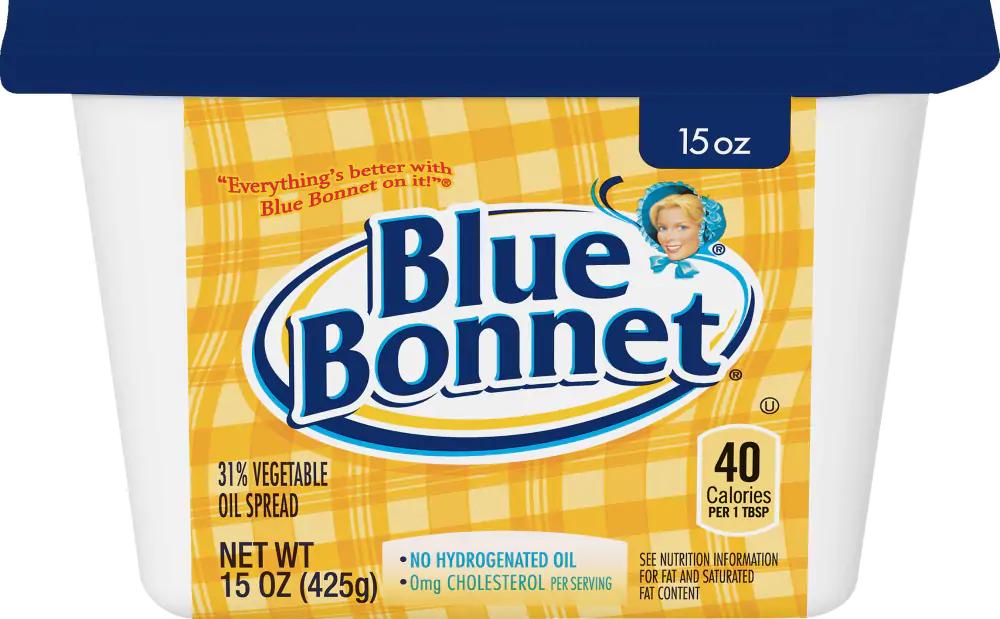 15 oz
“Everything's better with
Blue Bonnet on it!”®
Blue
Bonnet
®
®
Ⓤ
40
Calories
PER 1 TBSP
31% VEGETABLE
OIL SPREAD
NET WT
15 OZ (425g)
•NO HYDROGENATED OIL
•0mg CHOLESTEROL PER SERVING
SEE NUTRITION INFORMATION
FOR FAT AND SATURATED
FAT CONTENT